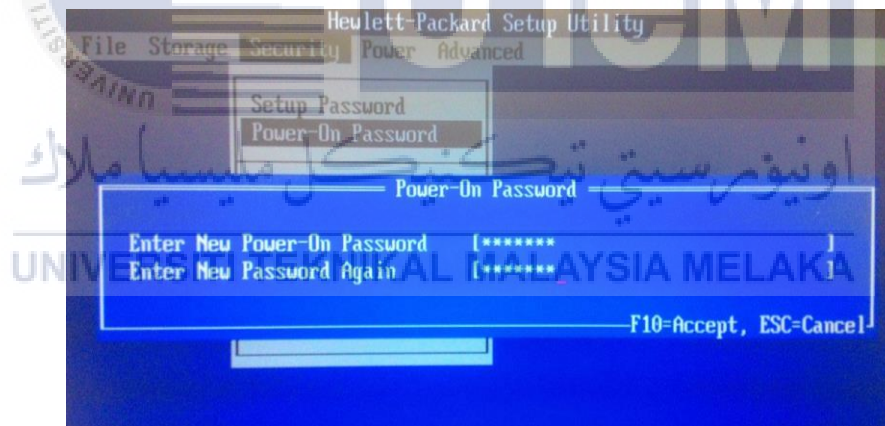 Hewlett-Packard Setup Utility
File Storage Security Power Advanced
Setup Password
Power-On Password
اونيورسيتي تيكنيكل مليسيا ملاك
Power-On Password
Enter New Power-On Password [******* ]
Enter New Password Again [******* ]
UNIVERSITI TEKNIKAL MALAYSIA MELAKA
F10=Accept, ESC=Cancel